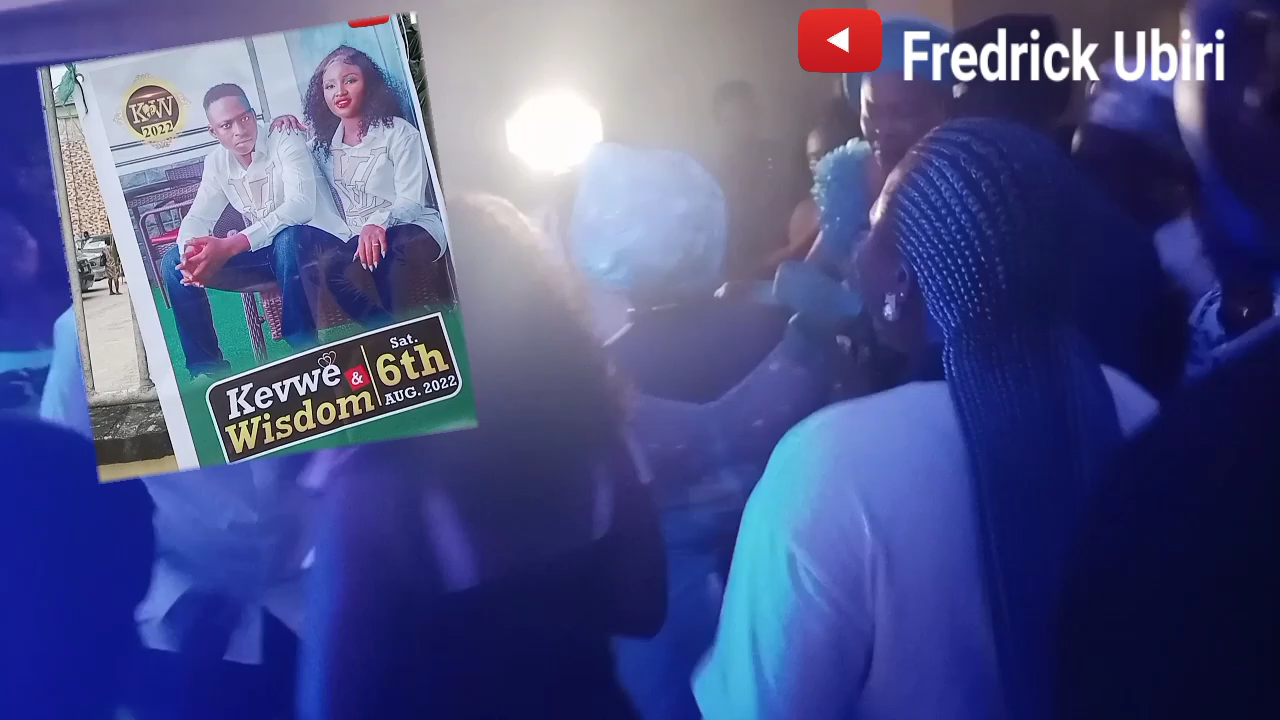 K&W
2022
Kevwe &
Wisdom
Sat.
6th
AUG. 2022
Fredrick Ubiri